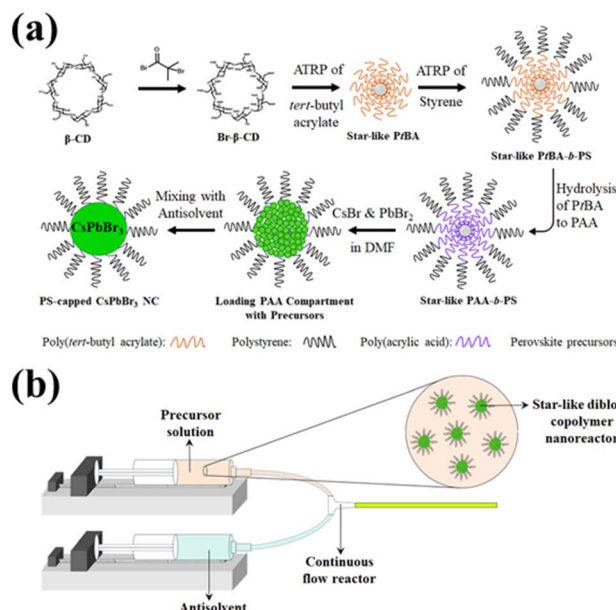 (a)
ATRP of
tert-butyl
acrylate
ATRP of
Styrene
β-CD
Br-β-CD
Star-like PtBA
Star-like PtBA-b-PS
Hydrolysis
of PtBA
to PAA
CsPbBr3
Mixing with
Antisolvent
CsBr & PbBr2
in DMF
PS-capped CsPbBr3 NC
Loading PAA Compartment
with Precursors
Star-like PAA-b-PS
Poly(tert-butyl acrylate): Polystyrene: Poly(acrylic acid): Perovskite precursors
(b)
Precursor
solution
Star-like diblo
copolymer
nanoreactor
Continuous
flow reactor
Antisolvent